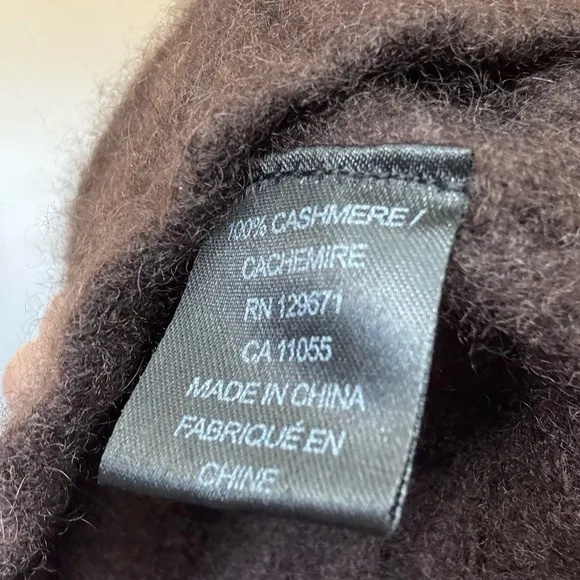 100% CASHMERE/
CACHEMIRE
RN 129671
CA 11055
MADE IN CHINA
FABRIQUÉ EN
CHINE